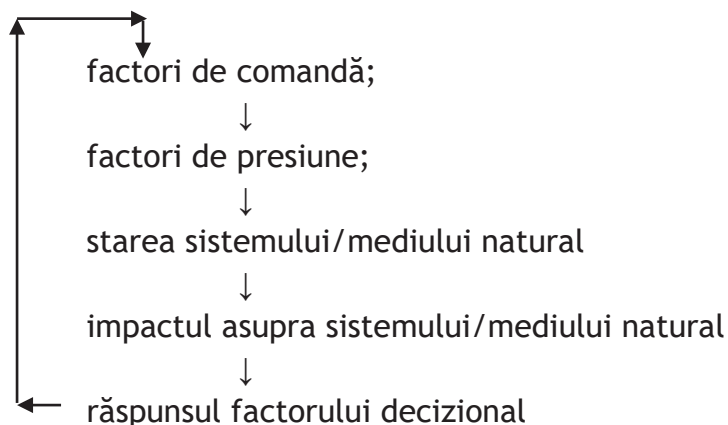 factori de comandă;
↓
factori de presiune;
↓
starea sistemului/mediului natural
↓
impactul asupra sistemului/mediului natural
↓
răspunsul factorului decizional